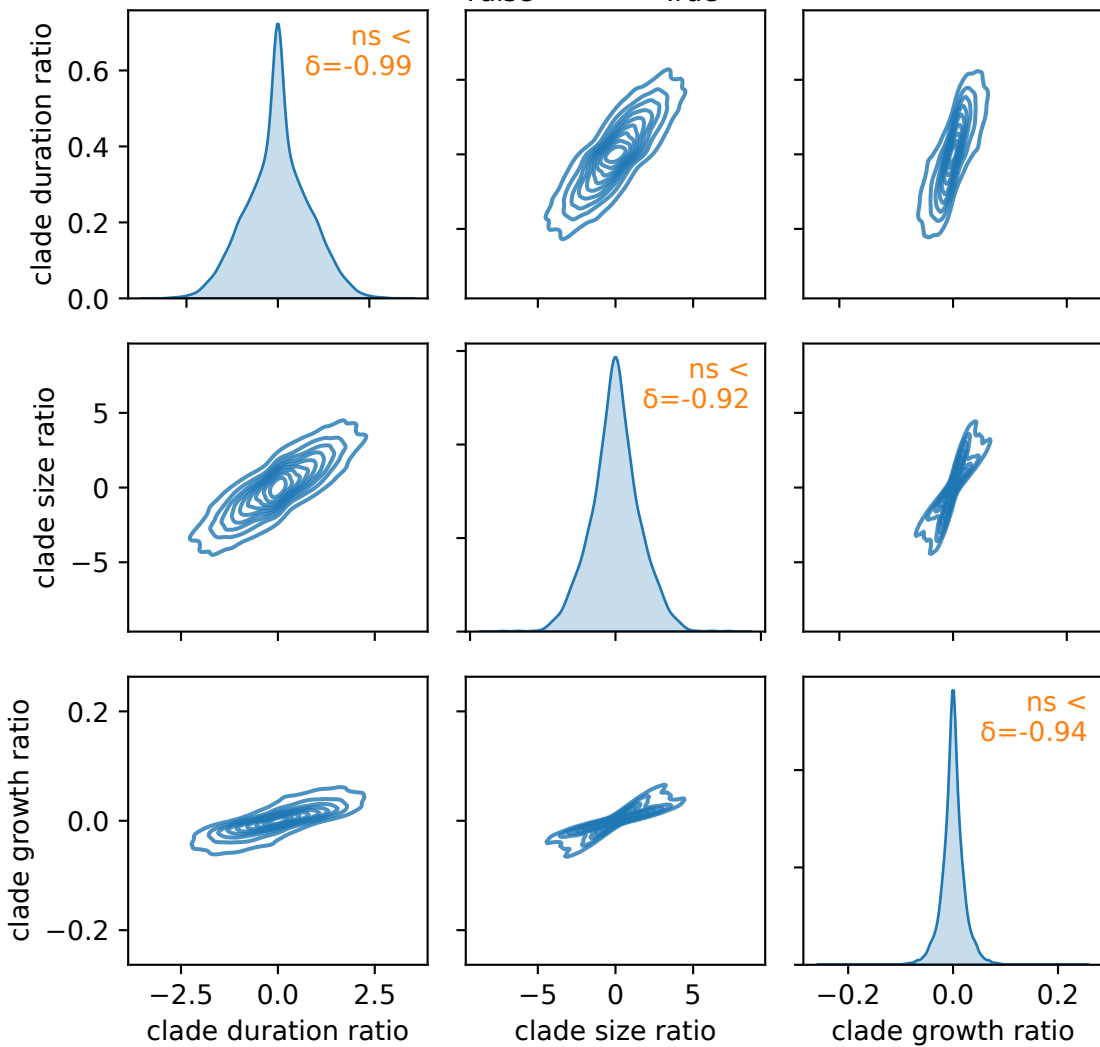 clade duration ratio
0.6
0.4
0.2
0.0
ns <
δ=-0.99
clade size ratio
5
0
−5
ns <
δ=-0.92
clade growth ratio
0.2
0.0
−0.2
ns <
δ=-0.94
−2.5 0.0 2.5
−5 0 5
−0.2 0.0 0.2
clade duration ratio
clade size ratio
clade growth ratio